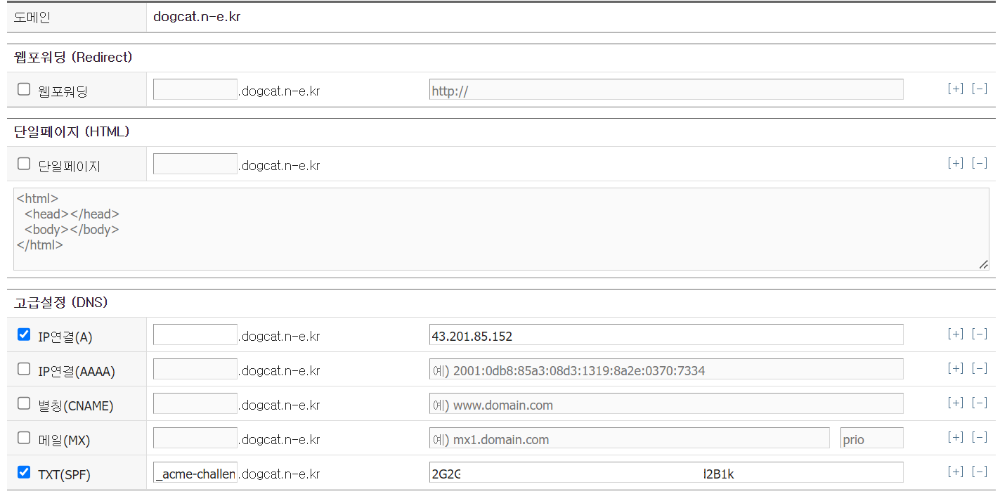 도메인 dogcat.n-e.kr
웹포워딩 (Redirect)
웹포워딩 .dogcat.n-e.kr http:// [+] [-]
단일페이지 (HTML)
단일페이지 .dogcat.n-e.kr [+] [-]
<html>
<head></head>
<body></body>
</html>
고급설정 (DNS)
IP연결(A) .dogcat.n-e.kr 43.201.85.152 [+] [-]
IP연결(AAAA) .dogcat.n-e.kr 예) 2001:0db8:85a3:08d3:1319:8a2e:0370:7334 [+] [-]
별칭(CNAME) .dogcat.n-e.kr 예) www.domain.com [+] [-]
메일(MX) .dogcat.n-e.kr 예) mx1.domain.com prio [+] [-]
TXT(SPF) _acme-challen .dogcat.n-e.kr 2G2G l2B1k [+] [-]